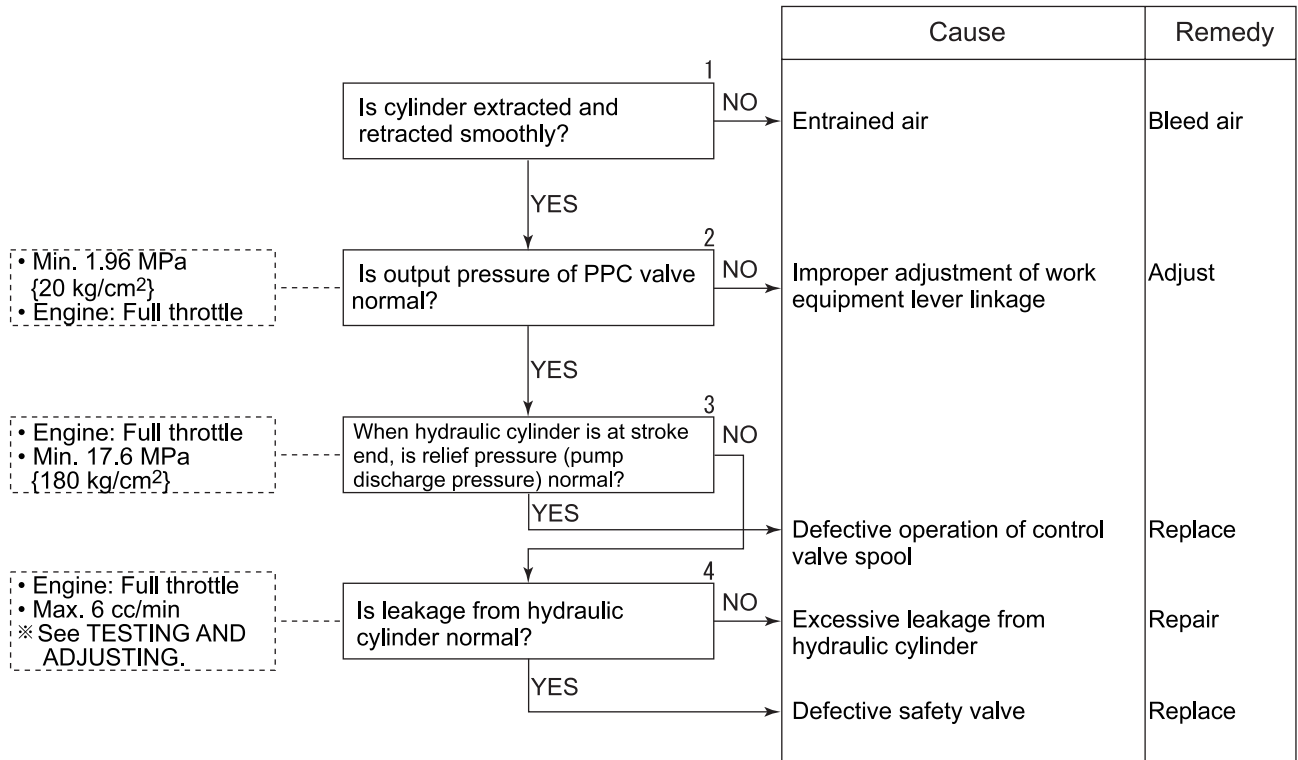 Cause
Remedy
1
Is cylinder extracted and
retracted smoothly?
NO
Entrained air
Bleed air
YES
• Min. 1.96 MPa
{20 kg/cm²}
• Engine: Full throttle
2
Is output pressure of PPC valve
normal?
NO
Improper adjustment of work
equipment lever linkage
Adjust
YES
• Engine: Full throttle
• Min. 17.6 MPa
{180 kg/cm²}
3
When hydraulic cylinder is at stroke
end, is relief pressure (pump
discharge pressure) normal?
NO
YES
Defective operation of control
valve spool
Replace
• Engine: Full throttle
• Max. 6 cc/min
※ See TESTING AND
ADJUSTING.
4
Is leakage from hydraulic
cylinder normal?
NO
Excessive leakage from
hydraulic cylinder
Repair
YES
Defective safety valve
Replace